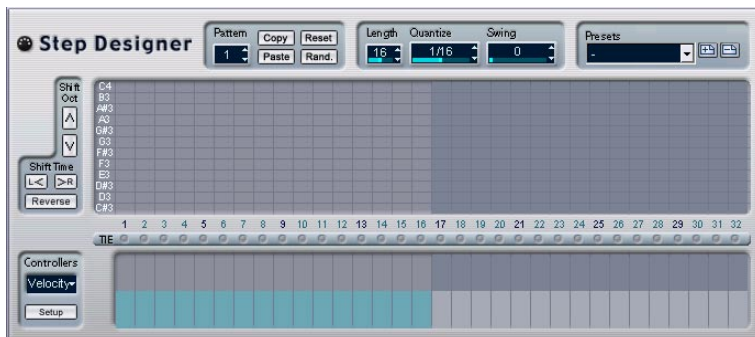 Step Designer
Pattern
1
Copy
Reset
Paste
Rand.
Length
Quantize
Swing
16
1/16
0
Presets
-
Shift
Oct
Shift Time
L<
>R
Reverse
C4
B3
A#3
A3
G#3
G3
F#3
F3
E3
D#3
D3
C#3
1 2 3 4 5 6 7 8 9 10 11 12 13 14 15 16 17 18 19 20 21 22 23 24 25 26 27 28 29 30 31 32
TIE
Controllers
Velocity
Setup